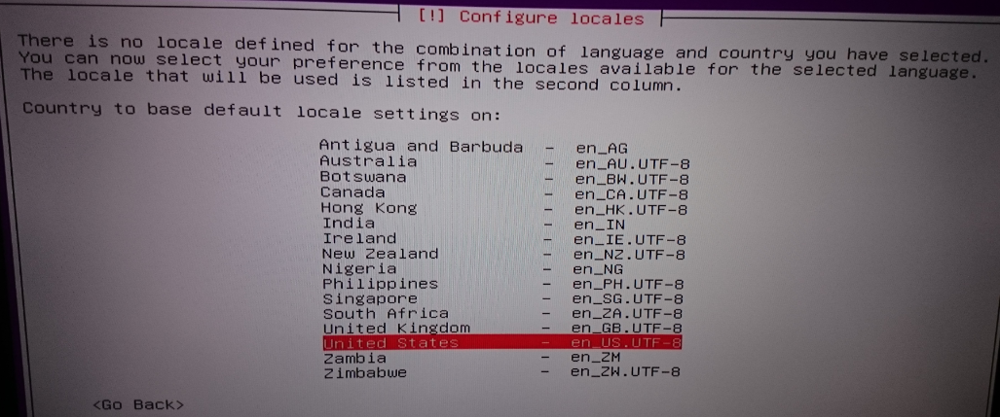 [!] Configure locales
There is no locale defined for the combination of language and country you have selected.
You can now select your preference from the locales available for the selected language.
The locale that will be used is listed in the second column.
Country to base default locale settings on:
Antigua and Barbuda - en_AG
Australia - en_AU.UTF-8
Botswana - en_BW.UTF-8
Canada - en_CA.UTF-8
Hong Kong - en_HK.UTF-8
India - en_IN
Ireland - en_IE.UTF-8
New Zealand - en_NZ.UTF-8
Nigeria - en_NG
Philippines - en_PH.UTF-8
Singapore - en_SG.UTF-8
South Africa - en_ZA.UTF-8
United Kingdom - en_GB.UTF-8
United States - en_US.UTF-8
Zambia - en_ZM
Zimbabwe - en_ZW.UTF-8
<Go Back>